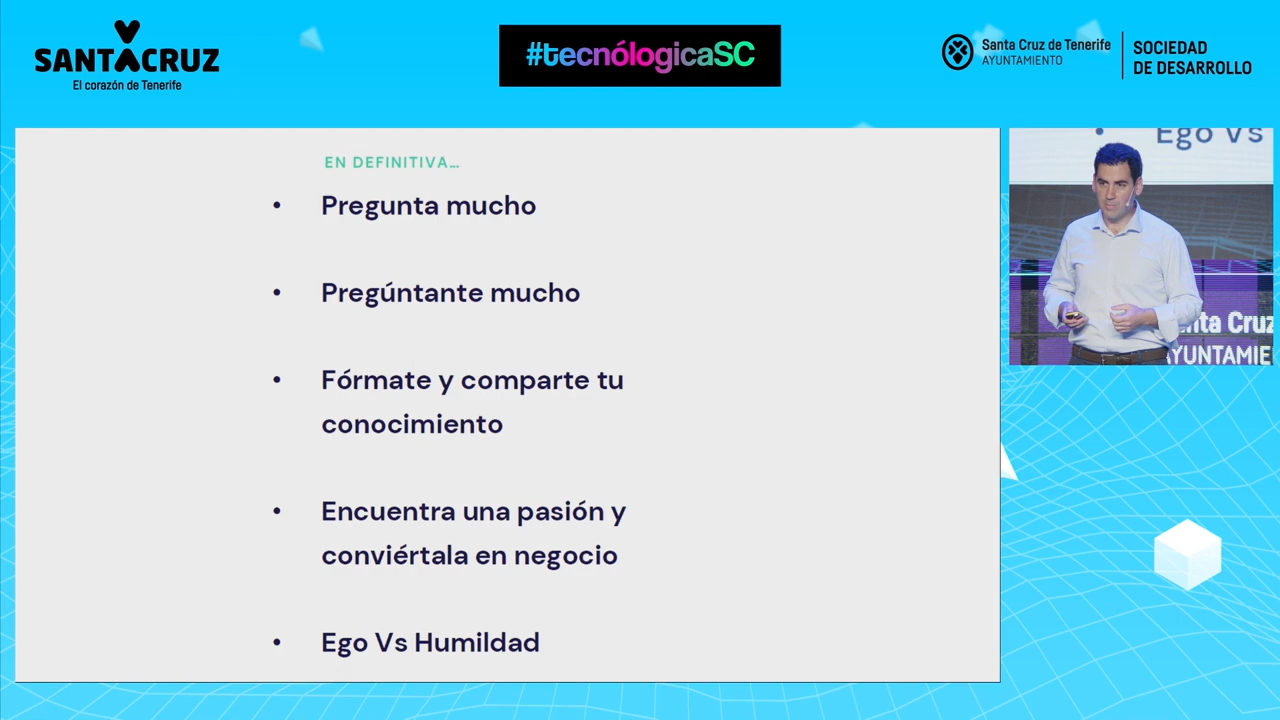 SANTACRUZ
El corazón de Tenerife
#tecnólogicaSC
Santa Cruz de Tenerife
AYUNTAMIENTO
SOCIEDAD
DE DESARROLLO
EN DEFINITIVA…
• Pregunta mucho
• Pregúntante mucho
• Fórmate y comparte tu
conocimiento
• Encuentra una pasión y
conviértala en negocio
• Ego Vs Humildad
• Ego Vs
nta Cruz
AYUNTAMIE